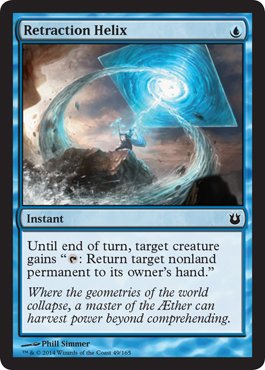 Retraction Helix
Instant
Until end of turn, target creature
gains “: Return target nonland
permanent to its owner’s hand.”
Where the geometries of the world
collapse, a master of the Æther can
harvest power beyond comprehending.
Phill Simmer
™ & © 2014 Wizards of the Coast 49/165